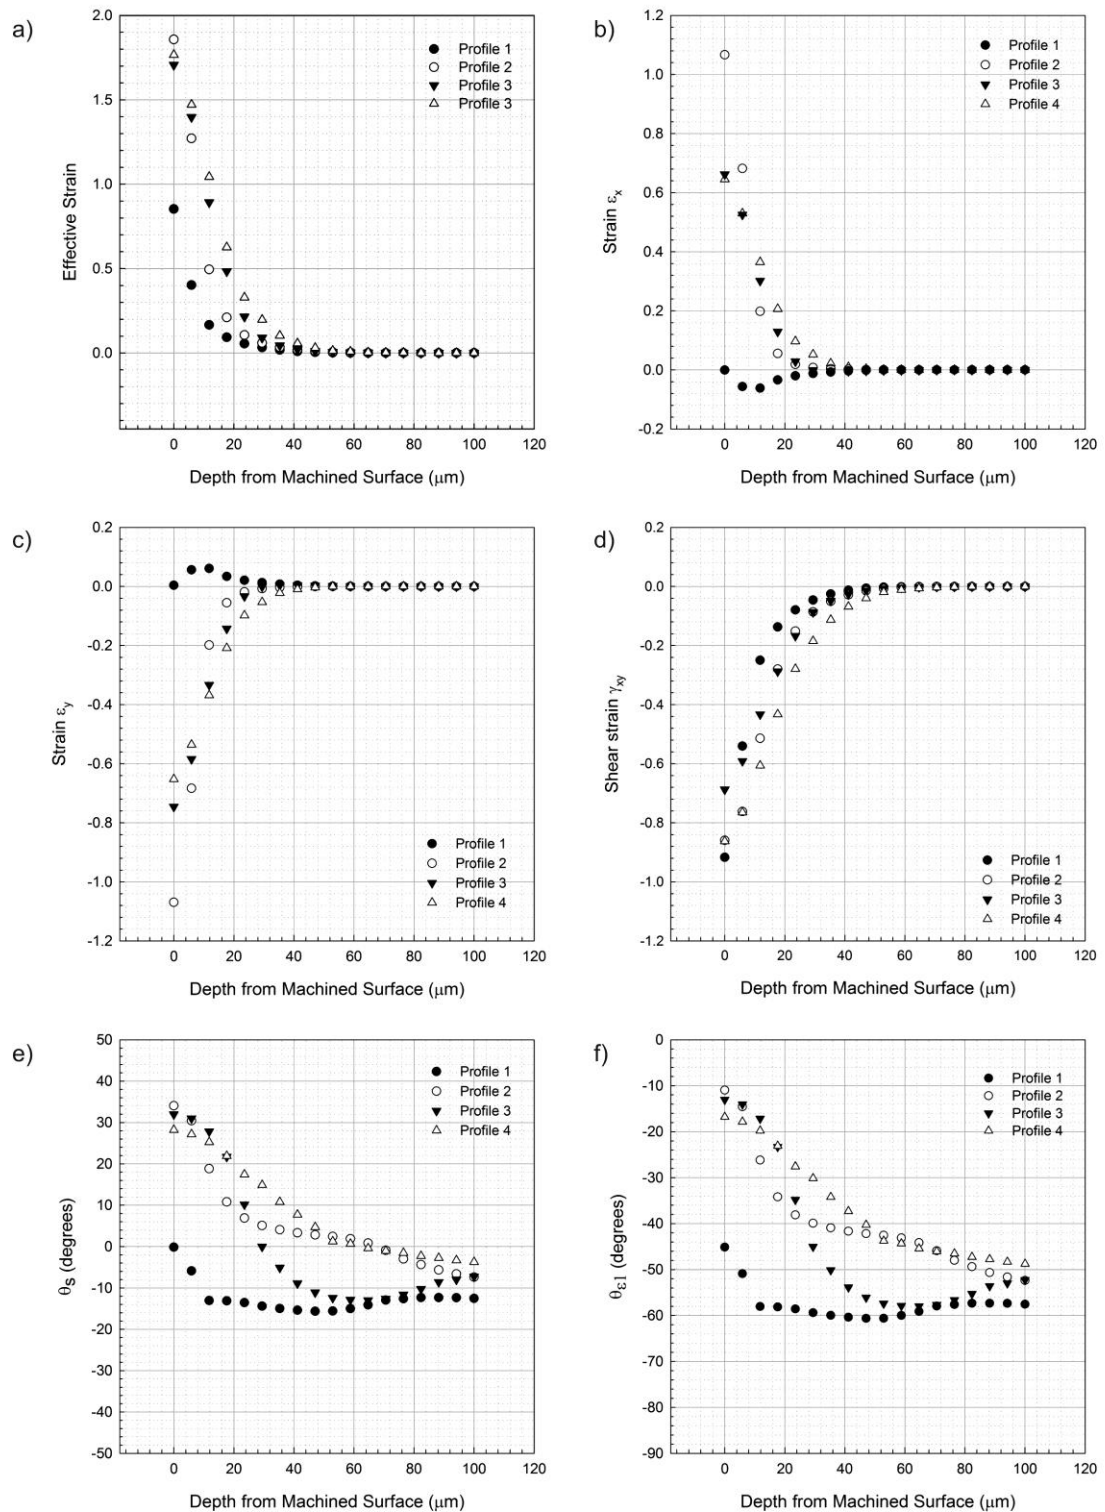 a)
2.0
1.5
1.0
0.5
0.0
Effective Strain
Profile 1
Profile 2
Profile 3
Profile 3
0 20 40 60 80 100 120
Depth from Machined Surface (μm)
b)
1.2
1.0
0.8
0.6
0.4
0.2
0.0
-0.2
Strain εx
Profile 1
Profile 2
Profile 3
Profile 4
0 20 40 60 80 100 120
Depth from Machined Surface (μm)
c)
0.2
0.0
-0.2
-0.4
-0.6
-0.8
-1.0
-1.2
Strain εy
Profile 1
Profile 2
Profile 3
Profile 4
0 20 40 60 80 100 120
Depth from Machined Surface (μm)
d)
0.2
0.0
-0.2
-0.4
-0.6
-0.8
-1.0
-1.2
Shear strain γxy
Profile 1
Profile 2
Profile 3
Profile 4
0 20 40 60 80 100 120
Depth from Machined Surface (μm)
e)
50
40
30
20
10
0
-10
-20
-30
-40
-50
θS (degrees)
Profile 1
Profile 2
Profile 3
Profile 4
0 20 40 60 80 100 120
Depth from Machined Surface (μm)
f)
0
-10
-20
-30
-40
-50
-60
-70
-80
-90
θε1 (degrees)
Profile 1
Profile 2
Profile 3
Profile 4
0 20 40 60 80 100 120
Depth from Machined Surface (μm)